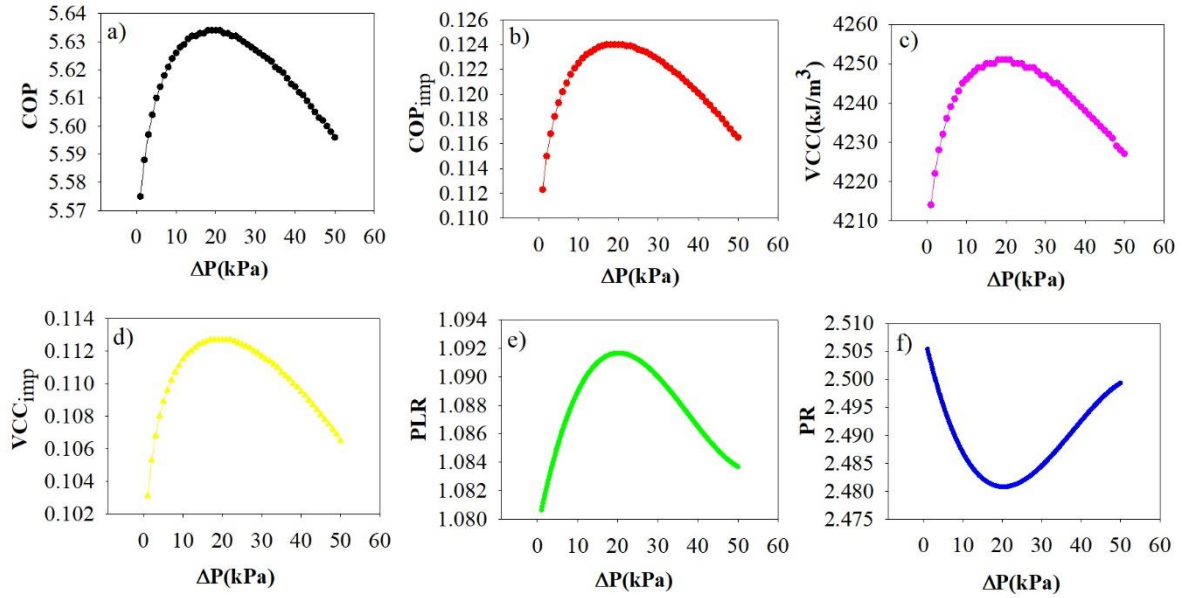 a)
COP
5.64
5.63
5.62
5.61
5.60
5.59
5.58
5.57
0 10 20 30 40 50 60
ΔP(kPa)
b)
COPimp
0.126
0.124
0.122
0.120
0.118
0.116
0.114
0.112
0.110
0 10 20 30 40 50 60
ΔP(kPa)
c)
VCC(kJ/m³)
4260
4250
4240
4230
4220
4210
0 10 20 30 40 50 60
ΔP(kPa)
d)
VCCimp
0.114
0.112
0.110
0.108
0.106
0.104
0.102
0 10 20 30 40 50 60
ΔP(kPa)
e)
PLR
1.094
1.092
1.090
1.088
1.086
1.084
1.082
1.080
0 10 20 30 40 50 60
ΔP(kPa)
f)
PR
2.510
2.505
2.500
2.495
2.490
2.485
2.480
2.475
0 10 20 30 40 50 60
ΔP(kPa)